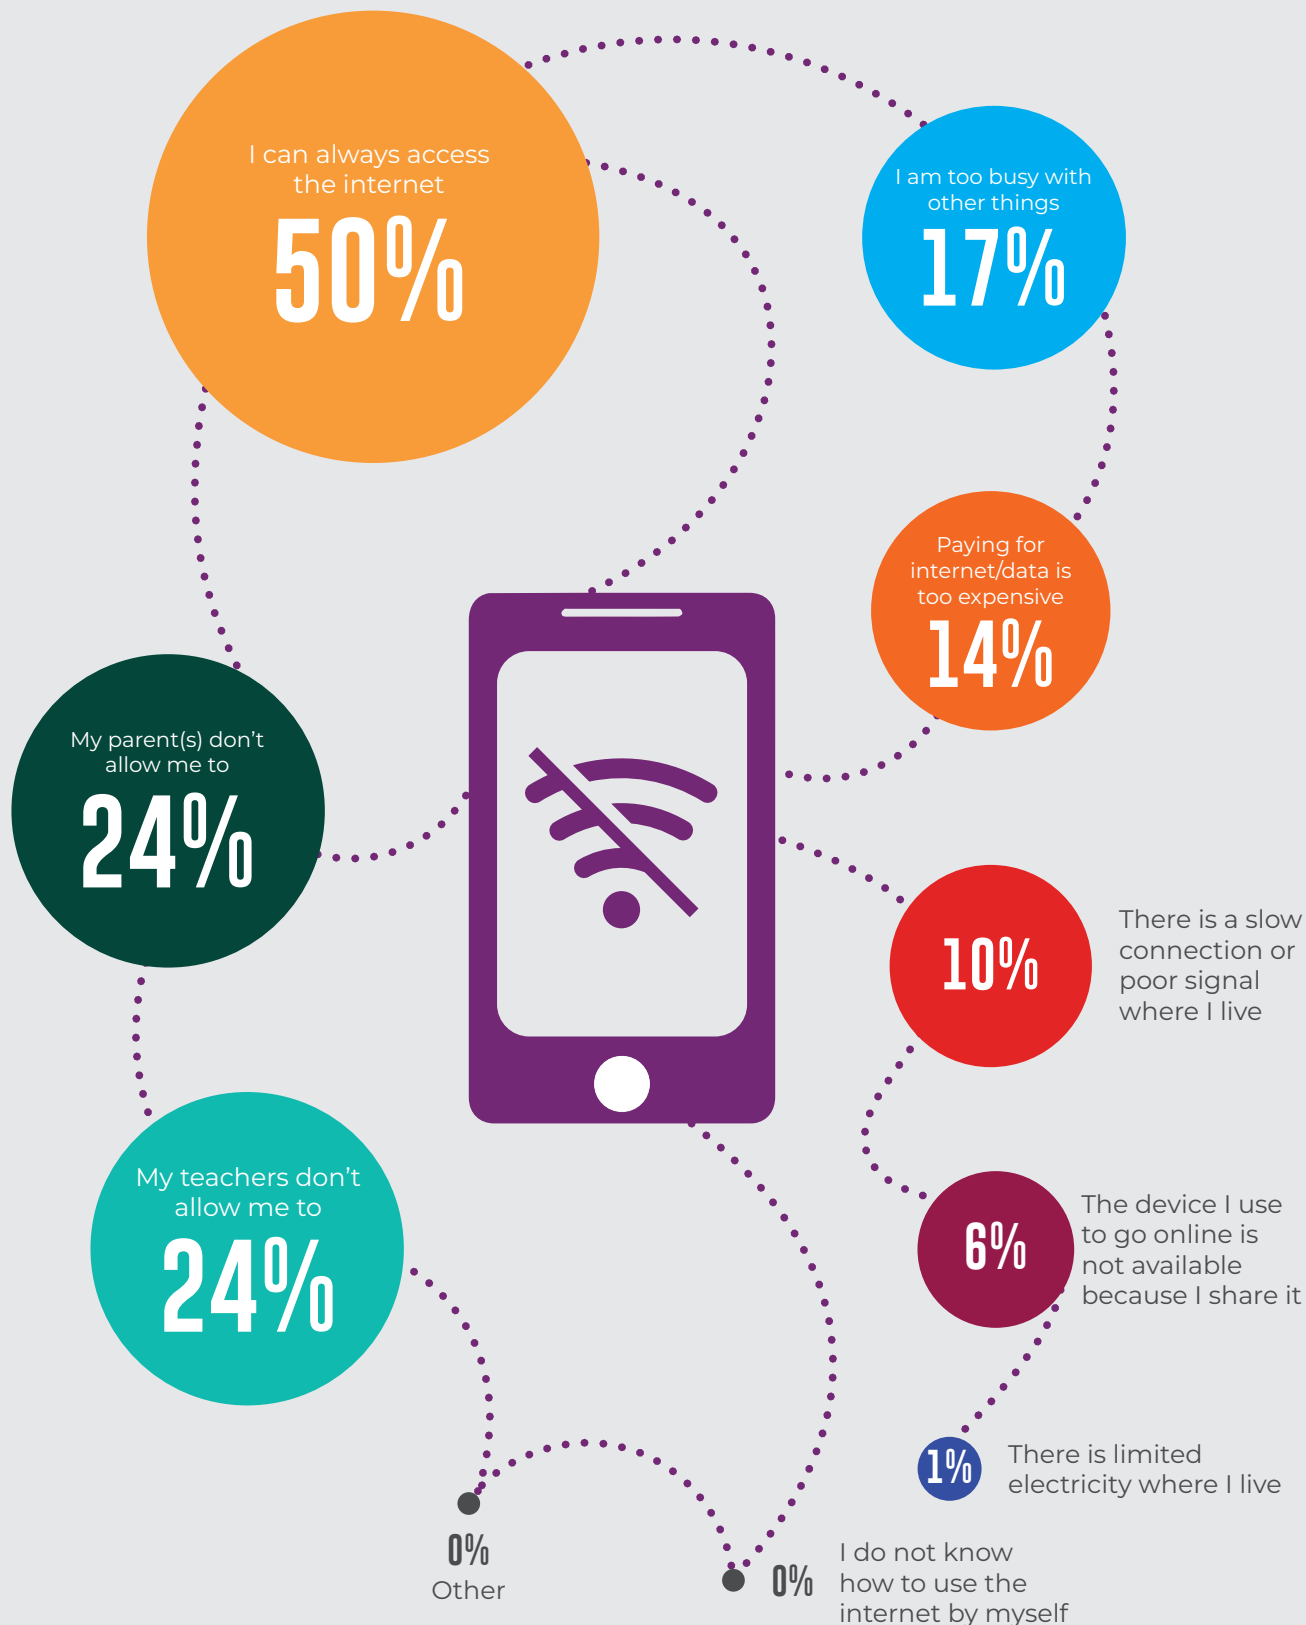 I can always access
the internet
50%
I am too busy with
other things
17%
Paying for
internet/data is
too expensive
14%
My parent(s) don’t
allow me to
24%
10%
There is a slow
connection or
poor signal
where I live
My teachers don’t
allow me to
24%
6%
The device I use
to go online is
not available
because I share it
1%
There is limited
electricity where I live
0%
Other
0%
I do not know
how to use the
internet by myself